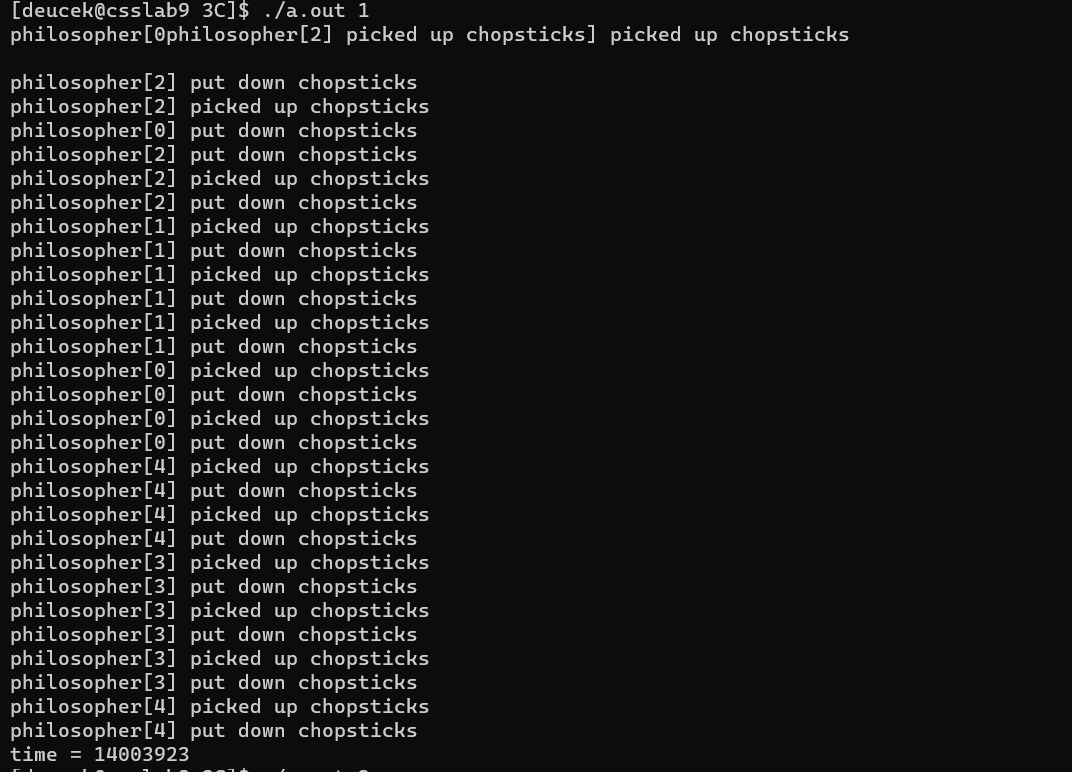 [deucek@csslab9 3C]$ ./a.out 1
philosopher[0philosopher[2] picked up chopsticks] picked up chopsticks
philosopher[2] put down chopsticks
philosopher[2] picked up chopsticks
philosopher[0] put down chopsticks
philosopher[2] put down chopsticks
philosopher[2] picked up chopsticks
philosopher[2] put down chopsticks
philosopher[1] picked up chopsticks
philosopher[1] put down chopsticks
philosopher[1] picked up chopsticks
philosopher[1] put down chopsticks
philosopher[1] picked up chopsticks
philosopher[1] put down chopsticks
philosopher[0] picked up chopsticks
philosopher[0] put down chopsticks
philosopher[0] picked up chopsticks
philosopher[0] put down chopsticks
philosopher[4] picked up chopsticks
philosopher[4] put down chopsticks
philosopher[4] picked up chopsticks
philosopher[4] put down chopsticks
philosopher[3] picked up chopsticks
philosopher[3] put down chopsticks
philosopher[3] picked up chopsticks
philosopher[3] put down chopsticks
philosopher[3] picked up chopsticks
philosopher[3] put down chopsticks
philosopher[4] picked up chopsticks
philosopher[4] put down chopsticks
time = 14003923